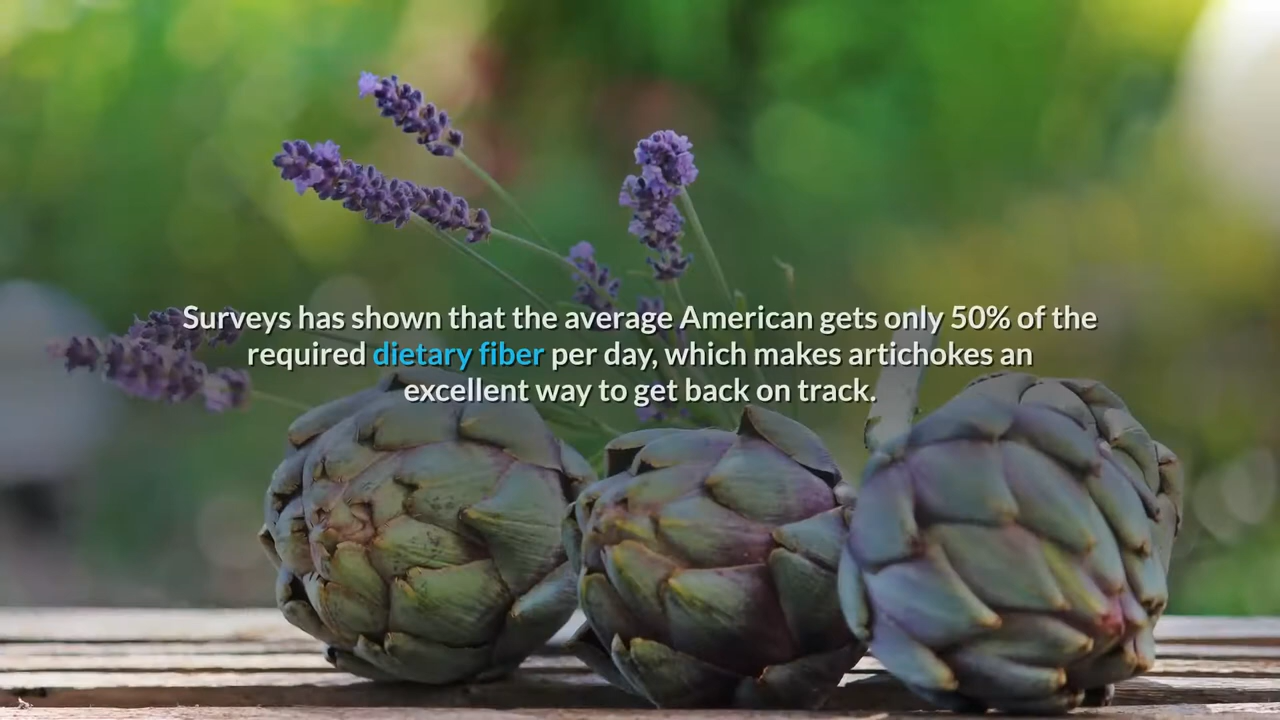 Surveys has shown that the average American gets only 50% of the
required dietary fiber per day, which makes artichokes an
excellent way to get back on track.